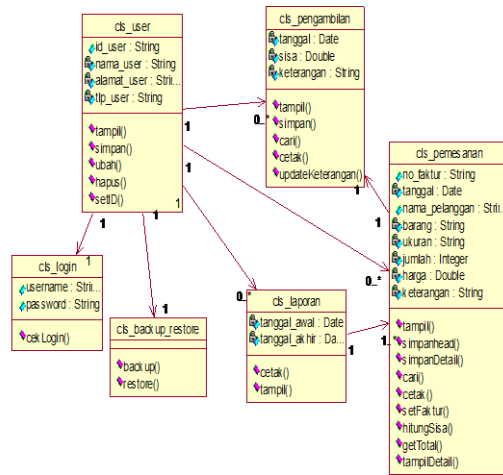 cls_user
id_user : String
nama_user : String
alamat_user : Strii...
tlp_user : String
tampil()
simpan()
ubah()
hapus()
setID()
1
1
1
1
1
1
cls_pengambilan
tanggal : Date
sisa : Double
keterangan : String
tampil()
simpan()
cari()
cetak()
updateKeterangan()
0..*
1
1
cls_pemesanan
no_faktur : String
tanggal : Date
nama_pelanggan : Strii...
barang : String
ukuran : String
jumlah : Integer
harga : Double
keterangan : String
tampil()
simpanhead()
simpanDetail()
cari()
cetak()
setFaktur()
hitungSisa()
getTotal()
tampilDetail()
0..*
1..*
cls_login
username : Strii...
password : String
cekLogin()
1
cls_backup_restore
backup()
restore()
1
cls_laporan
tanggal_awal : Date
tanggal_akhir : Da...
cetak()
tampil()
0..*
1